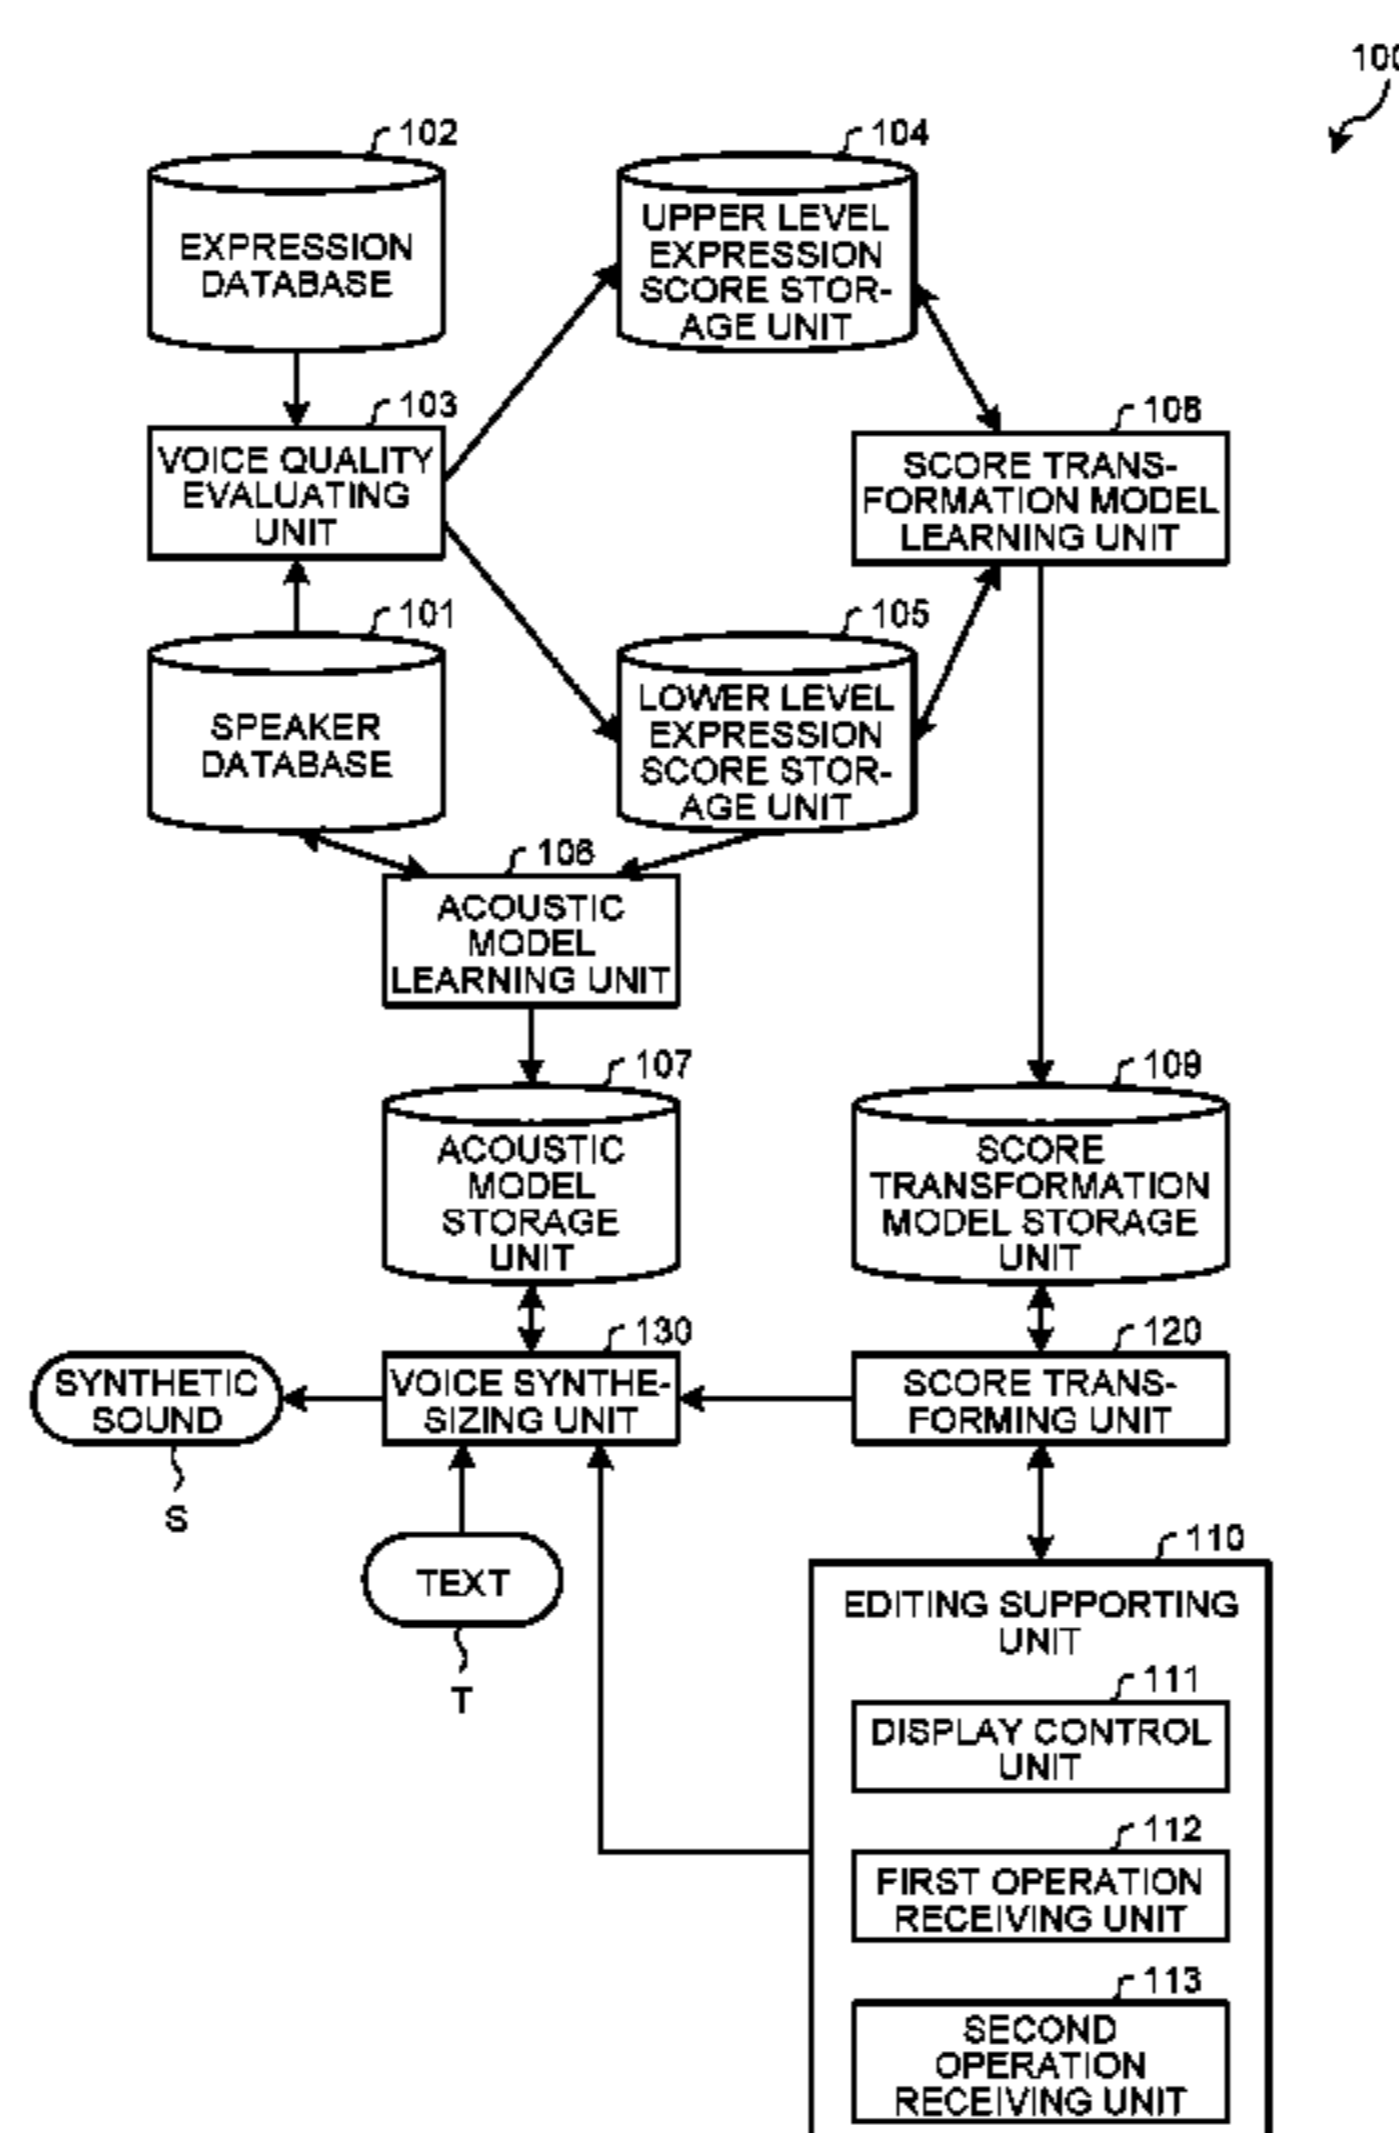 100
102
EXPRESSION
DATABASE
104
UPPER LEVEL
EXPRESSION
SCORE STOR-
AGE UNIT
103
VOICE QUALITY
EVALUATING
UNIT
108
SCORE TRANS-
FORMATION MODEL
LEARNING UNIT
101
SPEAKER
DATABASE
105
LOWER LEVEL
EXPRESSION
SCORE STOR-
AGE UNIT
106
ACOUSTIC
MODEL
LEARNING UNIT
107
ACOUSTIC
MODEL
STORAGE
UNIT
109
SCORE
TRANSFORMATION
MODEL STORAGE
UNIT
SYNTHETIC
SOUND
S
130
VOICE SYNTHE-
SIZING UNIT
120
SCORE TRANS-
FORMING UNIT
TEXT
T
110
EDITING SUPPORTING
UNIT
111
DISPLAY CONTROL
UNIT
112
FIRST OPERATION
RECEIVING UNIT
113
SECOND
OPERATION
RECEIVING UNIT